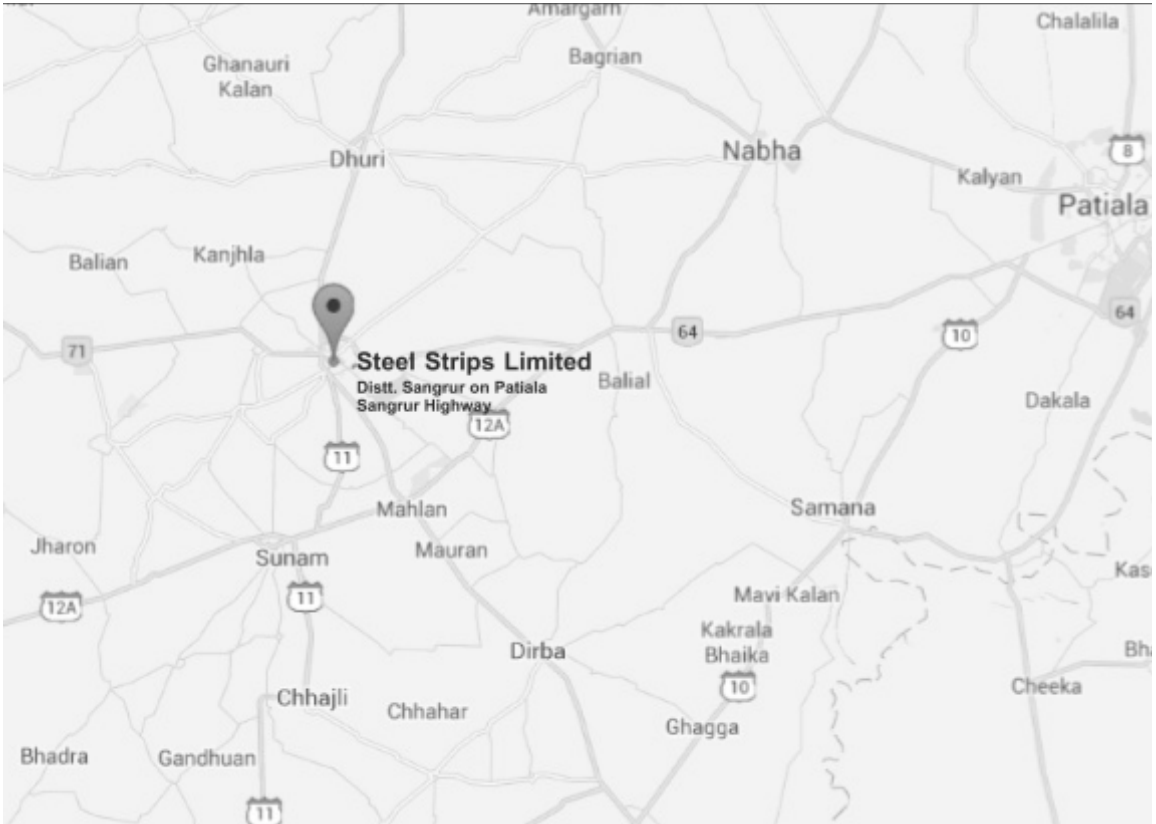 Amargarh
Chalalila
Bagrian
Ghanauri
Kalan
8
Nabha
Dhuri
Kalyan
Patiala
Kanjhla
Balian
64
64
10
71
Steel Strips Limited
Distt. Sangrur on Patiala
Sangrur Highway
Balial
Dakala
12A
11
Samana
Mahlan
Jharon
Sunam
Mauran
Kas
11
Mavi Kalan
12A
Kakrala
Bhaika
Dirba
Bha
10
Cheeka
Chhajli
Chhahar
Ghagga
Bhadra
Gandhuan
11